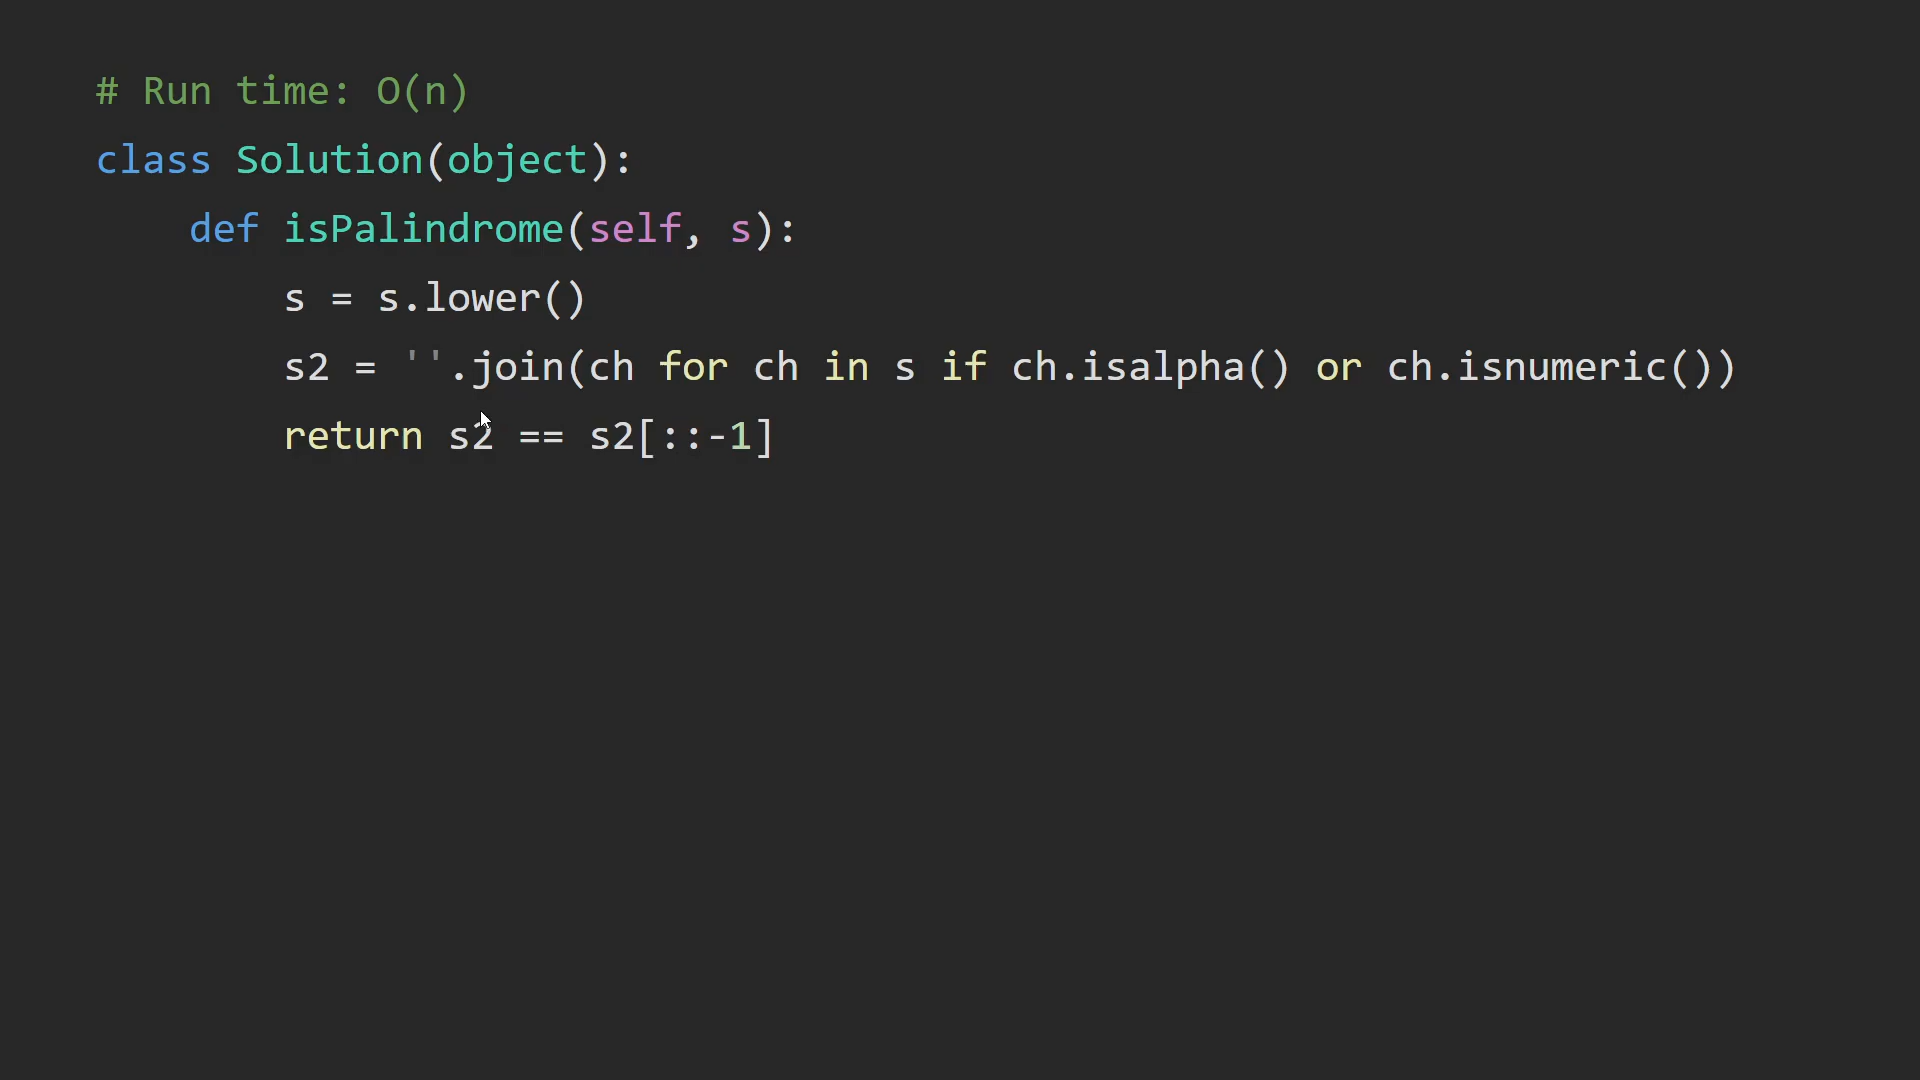 # Run time: O(n)
class Solution(object):
    def isPalindrome(self, s):
        s = s.lower()
        s2 = ''.join(ch for ch in s if ch.isalpha() or ch.isnumeric())
        return s2 == s2[::-1]